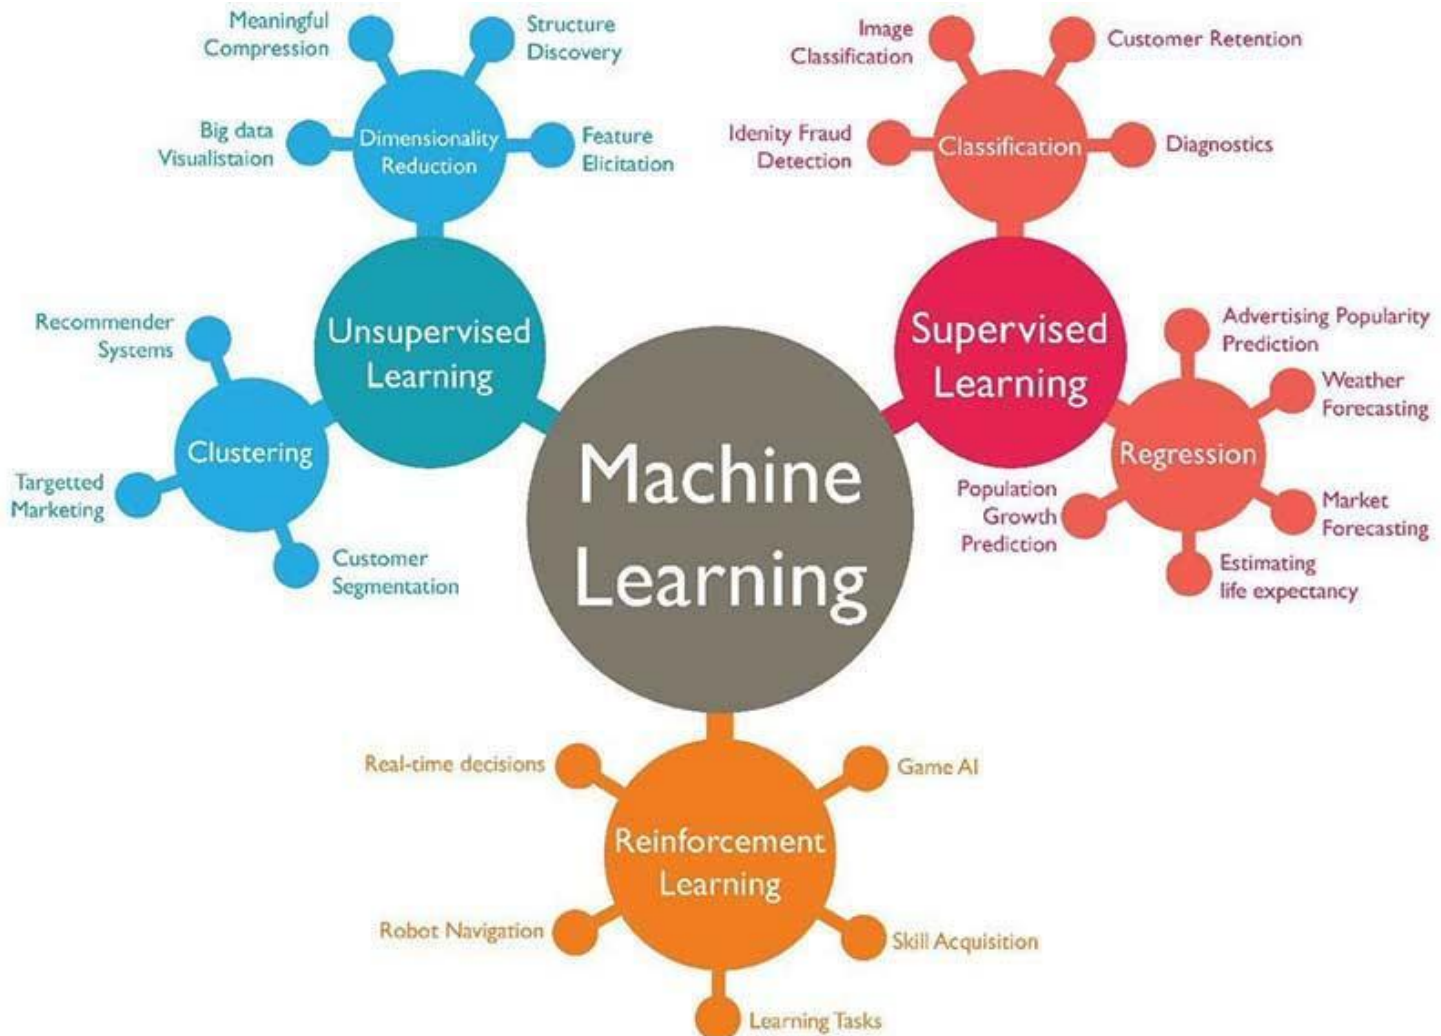 Meaningful
Compression
Structure
Discovery
Big data
Visualistaion
Dimensionality
Reduction
Feature
Elicitation
Image
Classification
Customer Retention
Idenity Fraud
Detection
Classification
Diagnostics
Recommender
Systems
Unsupervised
Learning
Clustering
Targetted
Marketing
Customer
Segmentation
Supervised
Learning
Advertising Popularity
Prediction
Weather
Forecasting
Regression
Population
Growth
Prediction
Market
Forecasting
Estimating
life expectancy
Machine
Learning
Real-time decisions
Game AI
Reinforcement
Learning
Robot Navigation
Skill Acquisition
Learning Tasks